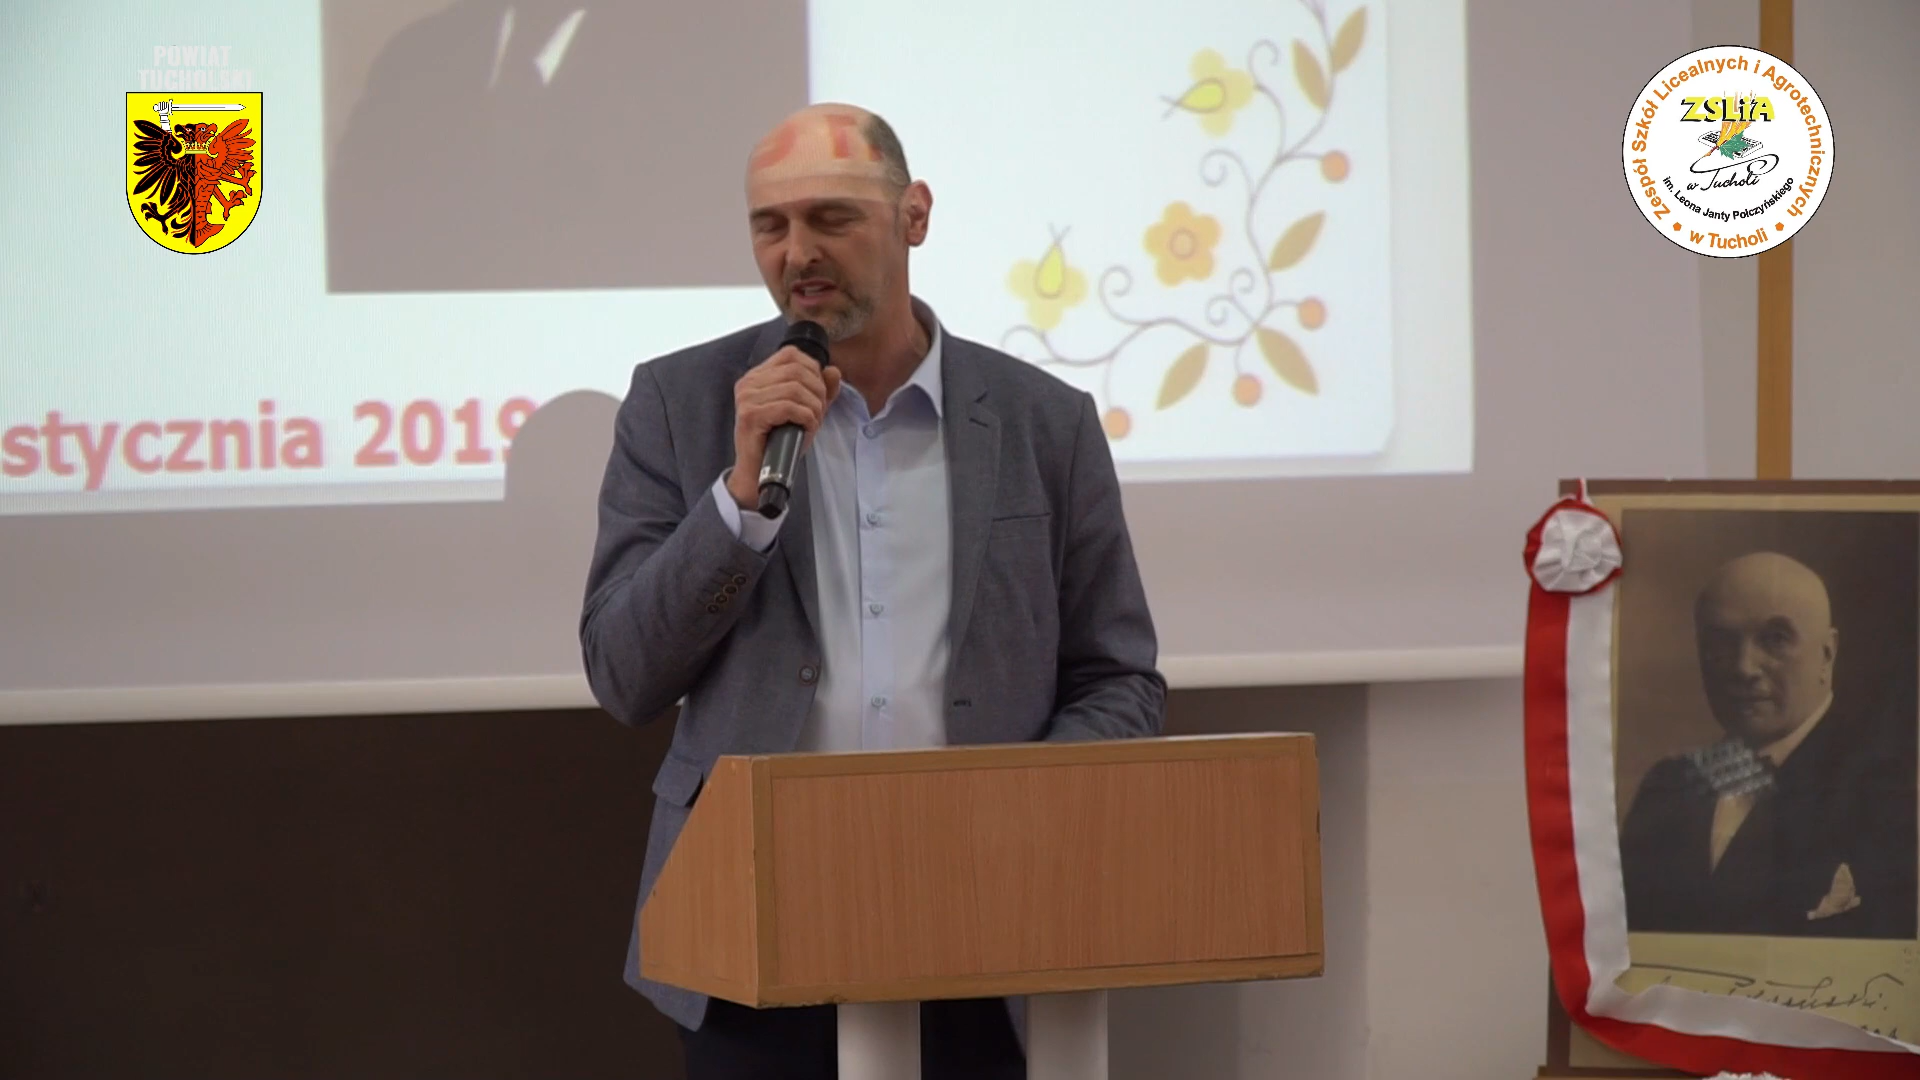 POWIAT
TUCHOLSKI
Zespół Szkół Licealnych i Agrotechnicznych
ZSLiA
w Tucholi
im. Leona Janty Połczyńskiego
• w Tucholi •
stycznia 2019